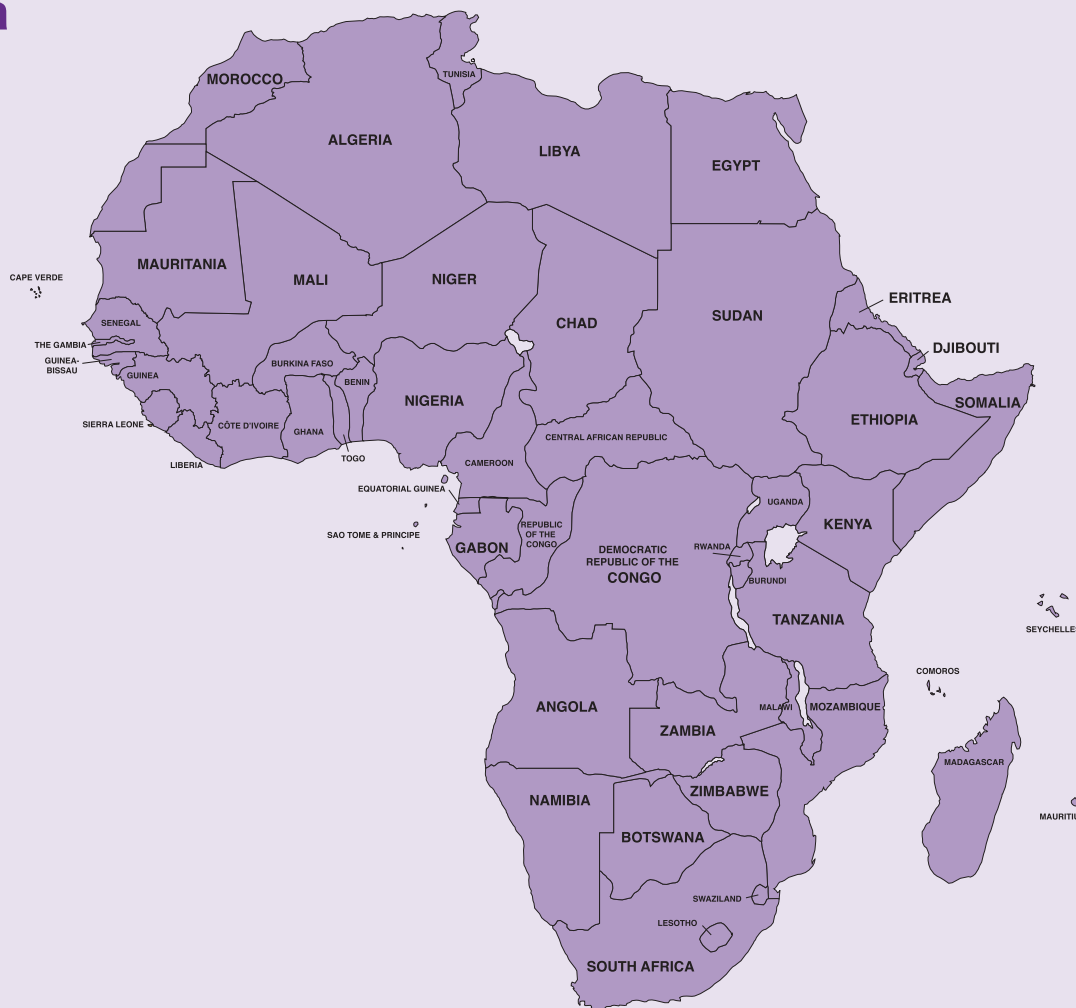 MOROCCO
TUNISIA
ALGERIA
LIBYA
EGYPT
MAURITANIA
MALI
NIGER
CHAD
SUDAN
ERITREA
CAPE VERDE
SENEGAL
THE GAMBIA
GUINEA-
BISSAU
GUINEA
BURKINA FASO
BENIN
NIGERIA
DJIBOUTI
SOMALIA
ETHIOPIA
SIERRA LEONE
CÔTE D'IVOIRE
GHANA
LIBERIA
TOGO
CENTRAL AFRICAN REPUBLIC
CAMEROON
EQUATORIAL GUINEA
SAO TOME & PRINCIPE
GABON
REPUBLIC
OF THE
CONGO
DEMOCRATIC
REPUBLIC OF THE
CONGO
UGANDA
KENYA
RWANDA
BURUNDI
TANZANIA
SEYCHELLES
COMOROS
ANGOLA
ZAMBIA
MALAWI
MOZAMBIQUE
MADAGASCAR
MAURITIU
NAMIBIA
ZIMBABWE
BOTSWANA
SWAZILAND
LESOTHO
SOUTH AFRICA